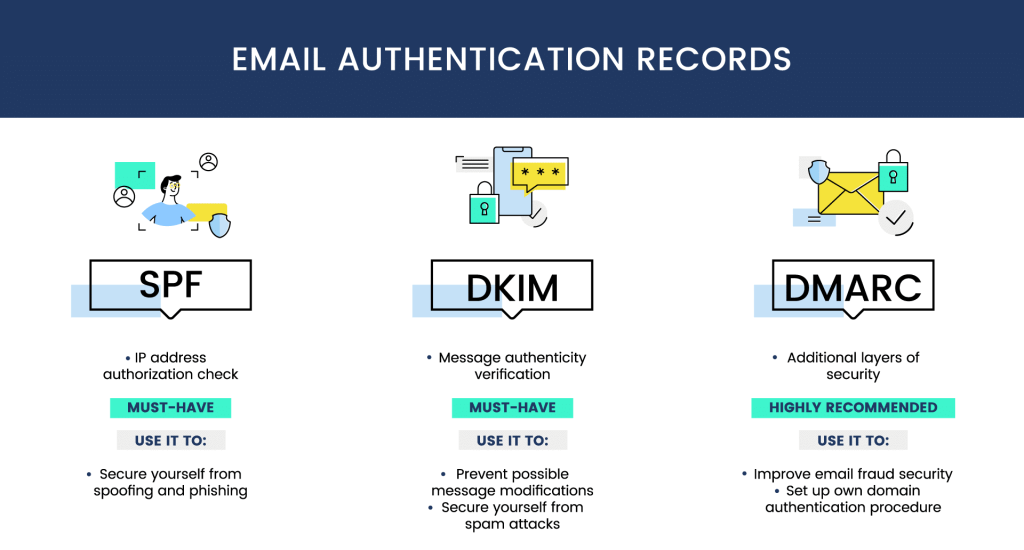 EMAIL AUTHENTICATION RECORDS
* * *
SPF
• IP address
authorization check
MUST-HAVE
USE IT TO:
• Secure yourself from
spoofing and phishing
DKIM
• Message authenticity
verification
MUST-HAVE
USE IT TO:
• Prevent possible
message modifications
• Secure yourself from
spam attacks
DMARC
• Additional layers of
security
HIGHLY RECOMMENDED
USE IT TO:
• Improve email fraud security
• Set up own domain
authentication procedure